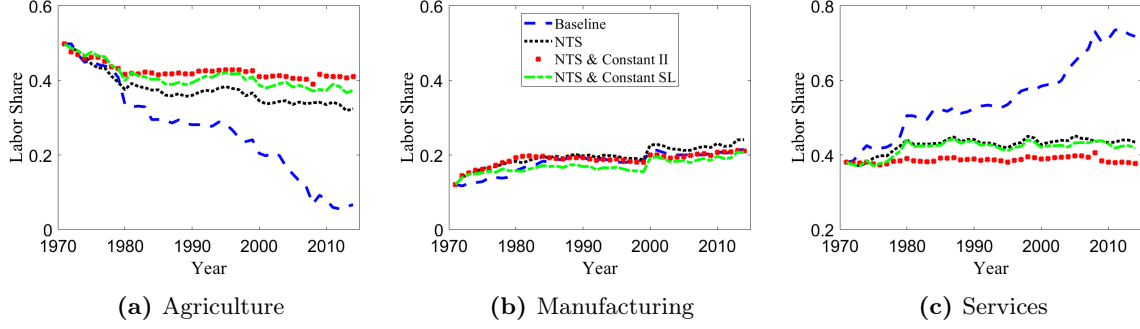 0.6
0.4
0.2
0
Labor Share
1970 1980 1990 2000 2010
Year
(a) Agriculture
0.6
0.4
0.2
0
Labor Share
Baseline
NTS
NTS & Constant II
NTS & Constant SL
1970 1980 1990 2000 2010
Year
(b) Manufacturing
0.8
0.6
0.4
0.2
Labor Share
1970 1980 1990 2000 2010
Year
(c) Services